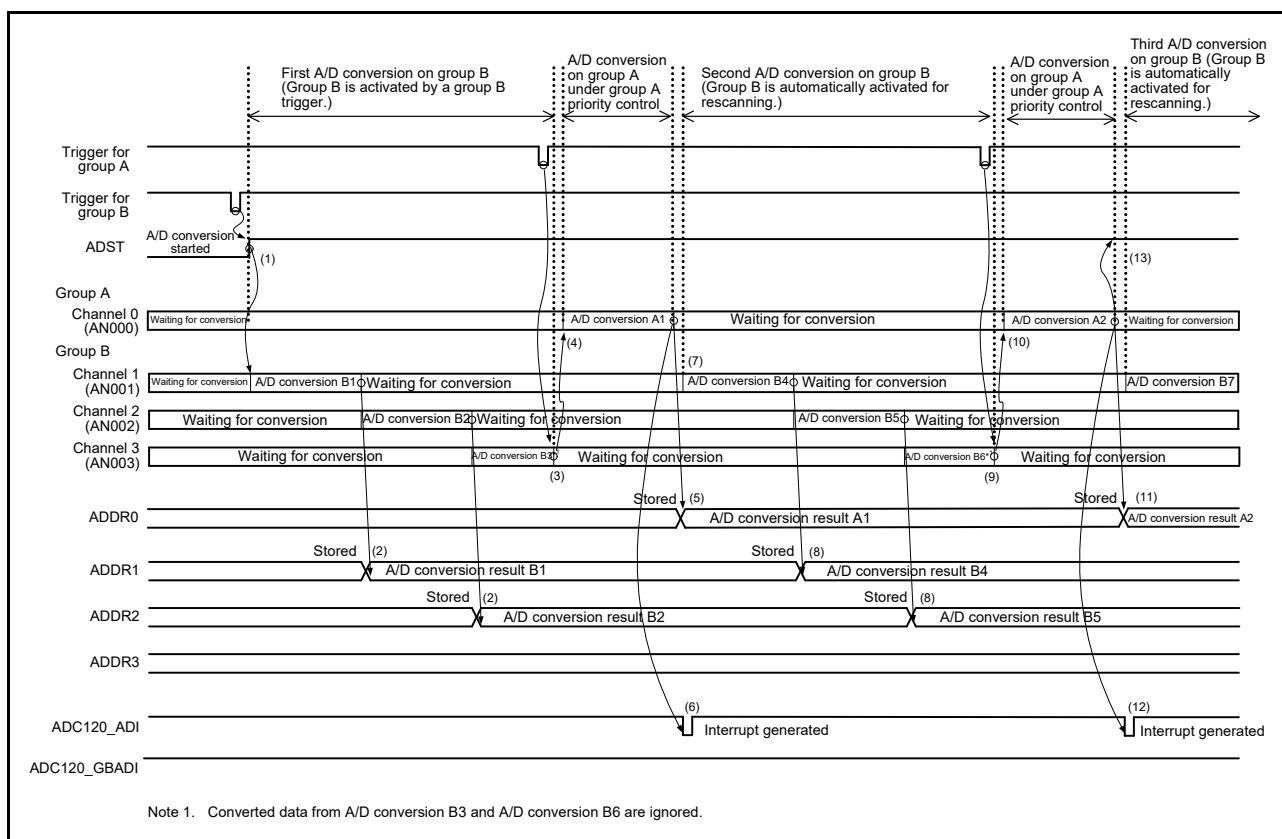 First A/D conversion on group B
(Group B is activated by a group B
trigger.)
A/D conversion
on group A
under group A
priority control
Second A/D conversion on group B
(Group B is automatically activated for
rescanning.)
A/D conversion
on group A
under group A
priority control
Third A/D conversion
on group B (Group B
is automatically
activated for
rescanning.)
Trigger for
group A
Trigger for
group B
ADST
A/D conversion
started
(1)
(13)
Group A
Channel 0
(AN000)
Waiting for conversion
A/D conversion A1
Waiting for conversion
A/D conversion A2
Waiting for conversion
(4)
(10)
Group B
(7)
Channel 1
(AN001)
Waiting for conversion
A/D conversion B1
Waiting for conversion
A/D conversion B4
Waiting for conversion
A/D conversion B7
Channel 2
(AN002)
Waiting for conversion
A/D conversion B2
Waiting for conversion
A/D conversion B5
Waiting for conversion
Channel 3
(AN003)
Waiting for conversion
A/D conversion B3
Waiting for conversion
A/D conversion B6*1
Waiting for conversion
(3)
(9)
ADDR0
Stored
(5)
A/D conversion result A1
Stored
(11)
A/D conversion result A2
ADDR1
Stored
(2)
A/D conversion result B1
Stored
(8)
A/D conversion result B4
ADDR2
Stored
(2)
A/D conversion result B2
Stored
(8)
A/D conversion result B5
ADDR3
ADC120_ADI
(6)
Interrupt generated
(12)
Interrupt generated
ADC120_GBADI
Note 1. Converted data from A/D conversion B3 and A/D conversion B6 are ignored.